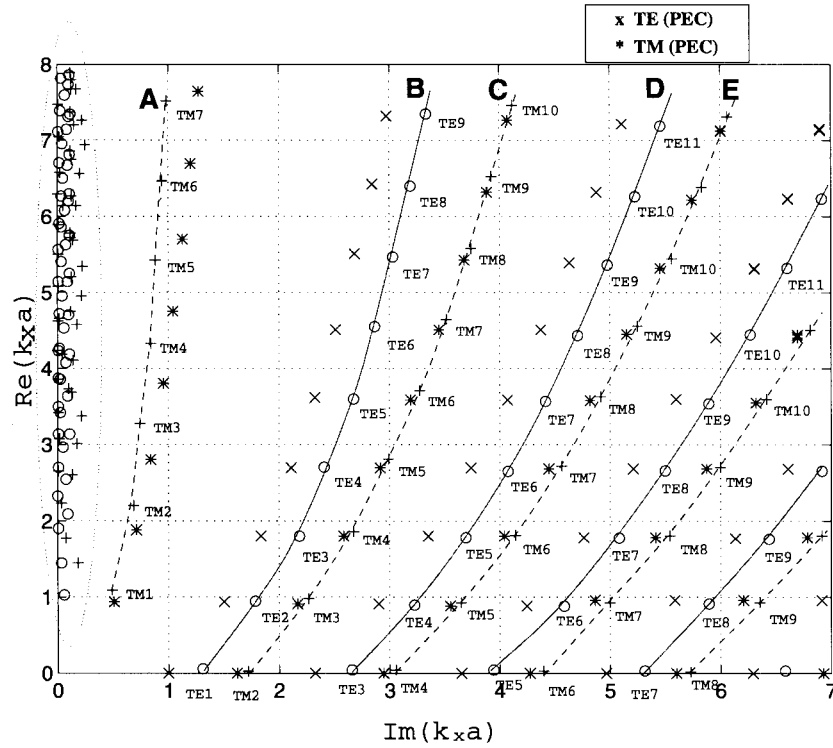 x TE (PEC)
* TM (PEC)
A
B
C
D
E
8
7
6
5
4
3
2
1
0
Re(kxa)
TM7
TM6
TM5
TM4
TM3
TM2
TM1
TE9
TE8
TE7
TE6
TE5
TE4
TE3
TE2
TE1
TM10
TM9
TM8
TM7
TM6
TM5
TM4
TM3
TM2
TE11
TE10
TE9
TE8
TE7
TE6
TE5
TE4
TE3
TM10
TM9
TM8
TM7
TM6
TM5
TM4
TE11
TE10
TE9
TE8
TE7
TE6
TE5
TM10
TM9
TM8
TM7
TM6
TE9
TE8
TE7
TM9
TM8
0
1
2
3
4
5
6
7
Im(kxa)